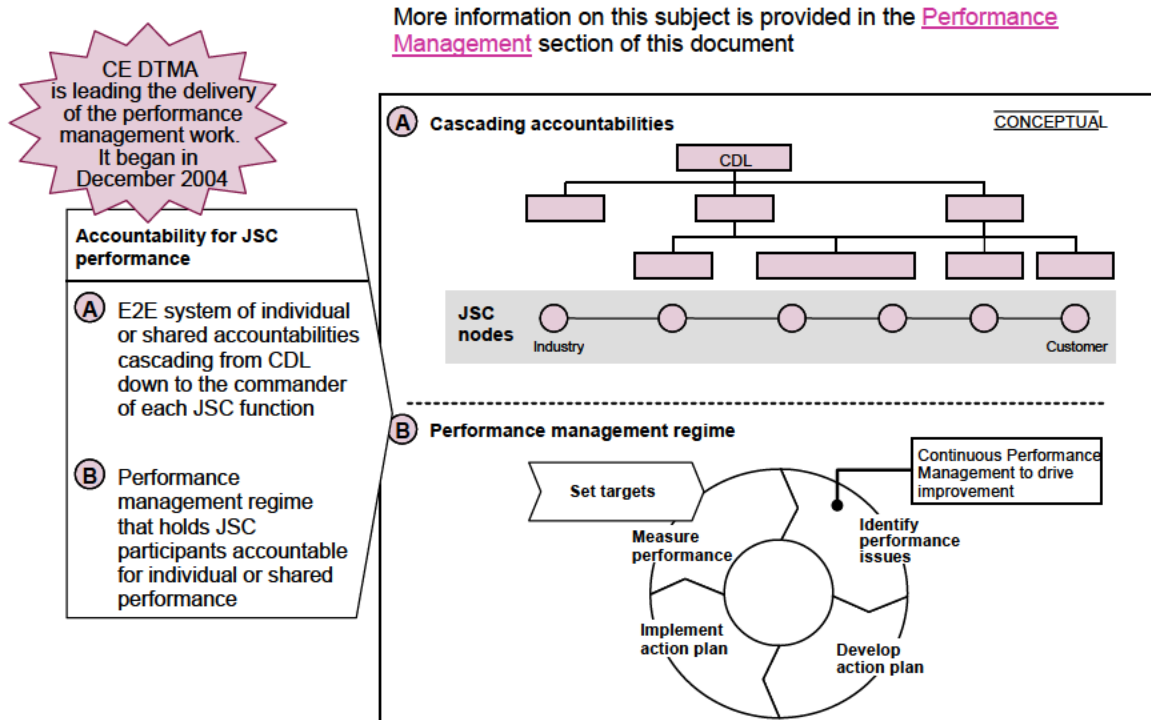 More information on this subject is provided in the Performance
Management section of this document
CE DTMA
is leading the delivery
of the performance
management work.
It began in
December 2004
Accountability for JSC
performance
A E2E system of individual
or shared accountabilities
cascading from CDL
down to the commander
of each JSC function
B Performance
management regime
that holds JSC
participants accountable
for individual or shared
performance
A Cascading accountabilities
CONCEPTUAL
CDL
JSC
nodes
Industry
Customer
B Performance management regime
Continuous Performance
Management to drive
improvement
Set targets
Measure
performance
Identify
performance
issues
Implement
action plan
Develop
action plan